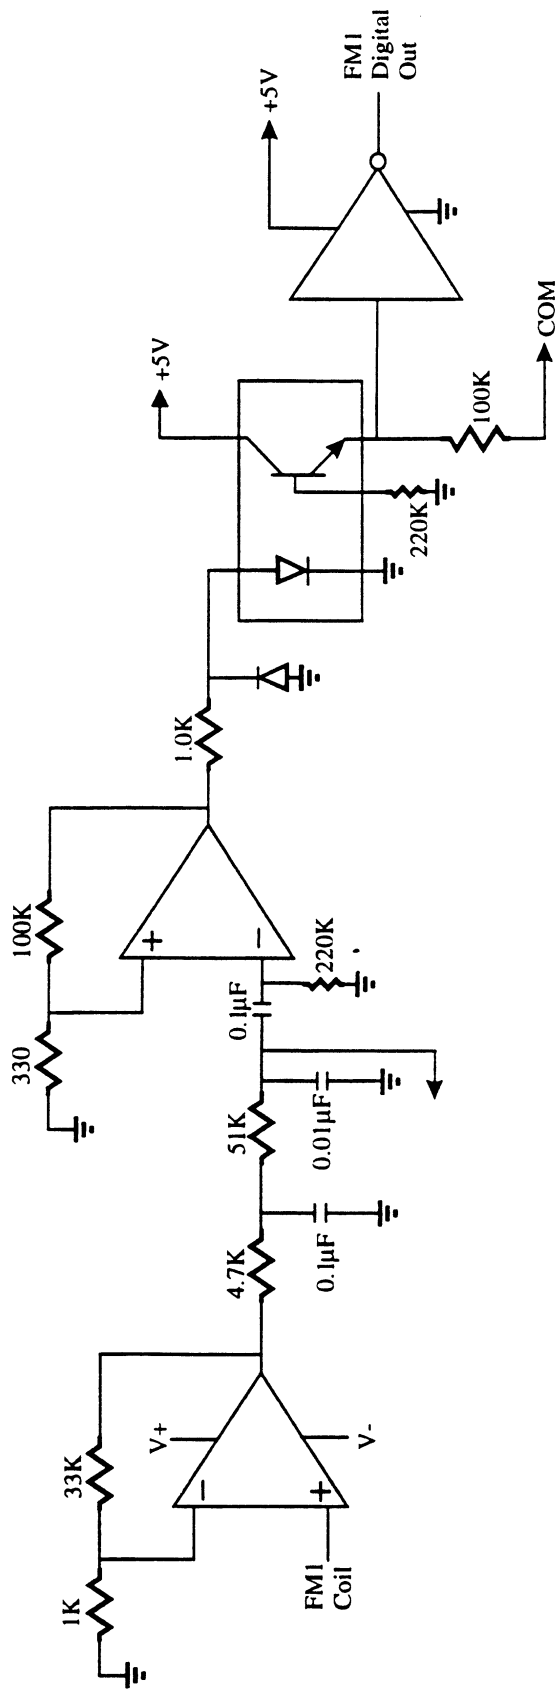 1K
33K
V+
V-
FM1
Coil
4.7K
0.1µF
51K
0.01µF
0.1µF
220K
330
100K
1.0K
+5V
220K
100K
COM
+5V
FM1
Digital
Out